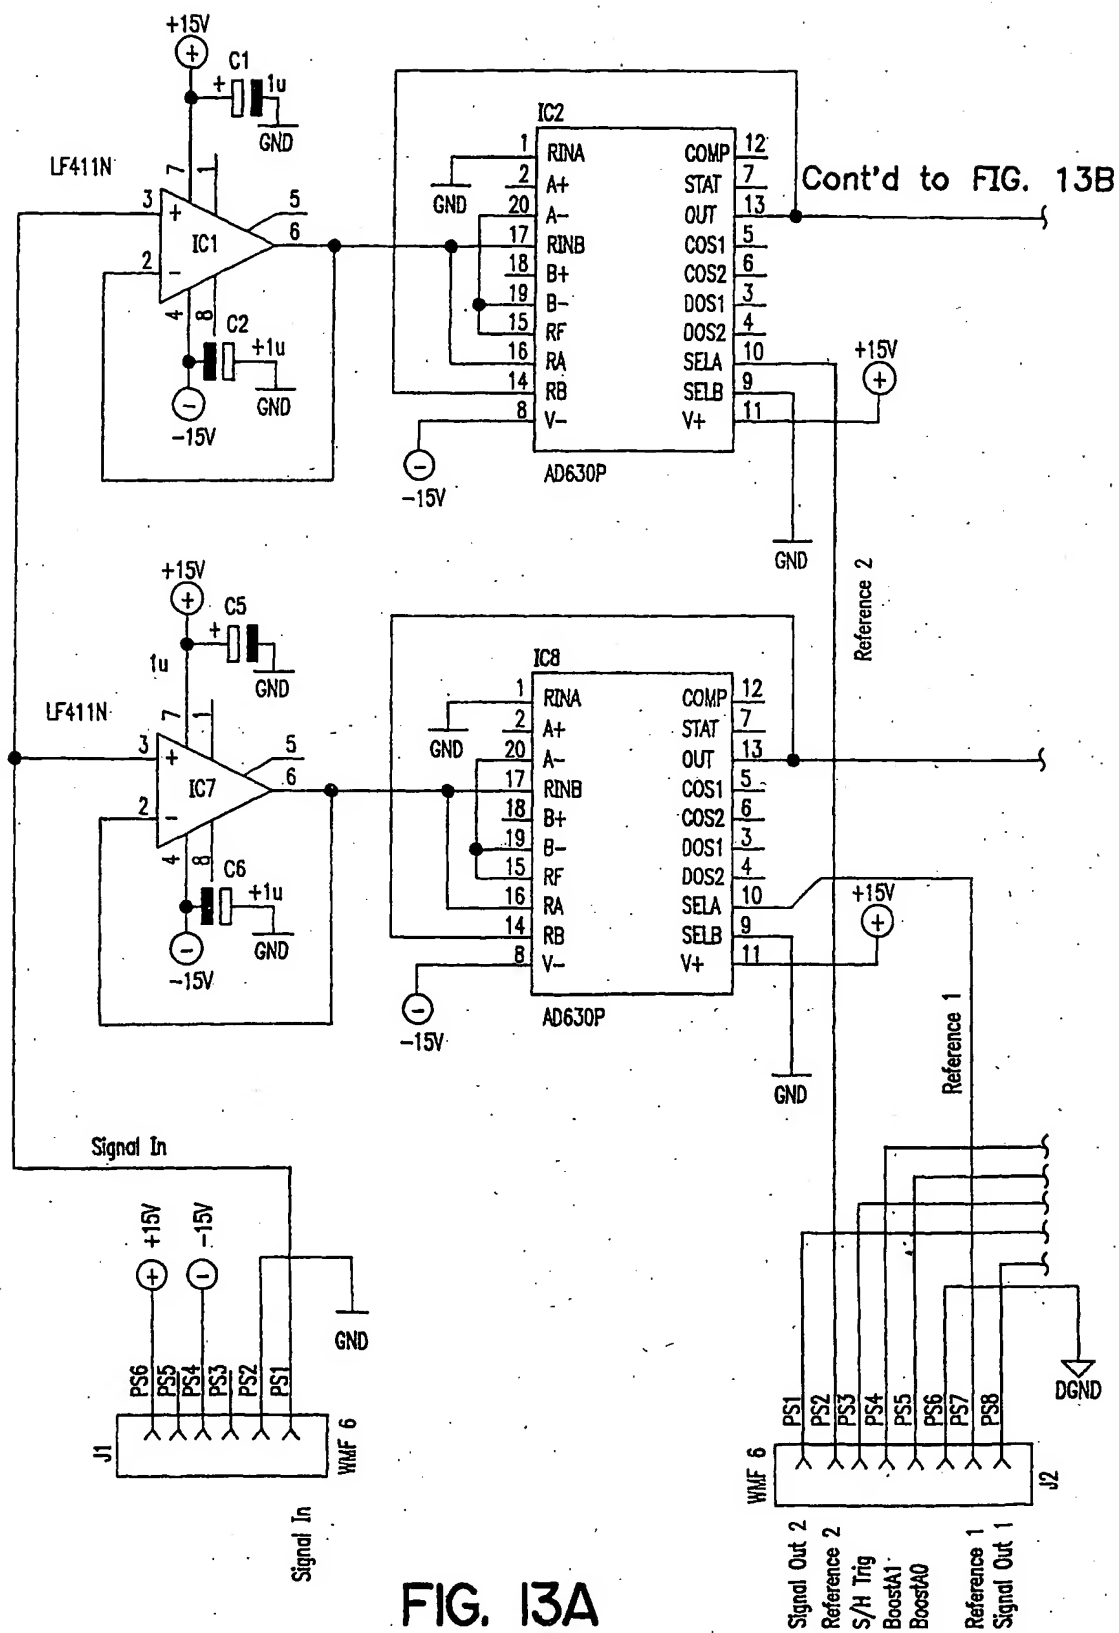 +15V
C1
+
1u
GND
LF411N
7
1
3
+
5
IC1
6
2
-
4
8
C2
+1u
GND
-15V
IC2
1 RINA COMP 12
2 A+ STAT 7
20 A- OUT 13
17 RINB COS1 5
18 B+ COS2 6
19 B- DOS1 3
15 RF DOS2 4
16 RA SELA 10
14 RB SELB 9
8 V- V+ 11
GND
-15V
AD630P
Cont'd to FIG. 13B
+15V
GND
Reference 2
+15V
C5
+
1u
GND
LF411N
7
1
3
+
5
IC7
6
2
-
4
8
C6
+1u
GND
-15V
IC8
1 RINA COMP 12
2 A+ STAT 7
20 A- OUT 13
17 RINB COS1 5
18 B+ COS2 6
19 B- DOS1 3
15 RF DOS2 4
16 RA SELA 10
14 RB SELB 9
8 V- V+ 11
GND
-15V
AD630P
+15V
GND
Reference 1
Signal In
+15V
-15V
GND
PS6
PS5
PS4
PS3
PS2
PS1
J1
WMF 6
Signal In
DGND
PS1
PS2
PS3
PS4
PS5
PS6
PS7
PS8
WMF 6
J2
Signal Out 2
Reference 2
S/H Trig
BoostA1
BoostA0
Reference 1
Signal Out 1
FIG. 13A